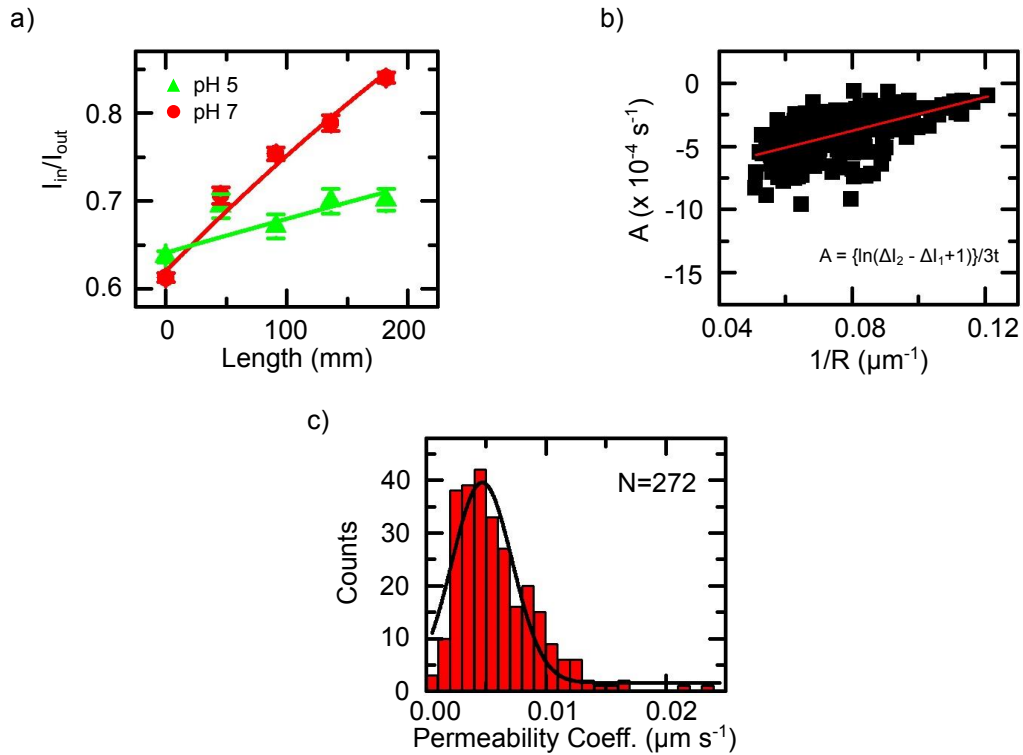 a)
pH 5
pH 7
I_in/I_out
0.8
0.7
0.6
0
100
200
Length (mm)
b)
A (x 10⁻⁴ s⁻¹)
0
-5
-10
-15
A = {ln(ΔI₂ - ΔI₁+1)}/3t
0.04
0.08
0.12
1/R (µm⁻¹)
c)
N=272
Counts
40
30
20
10
0
0.00
0.01
0.02
Permeability Coeff. (µm s⁻¹)